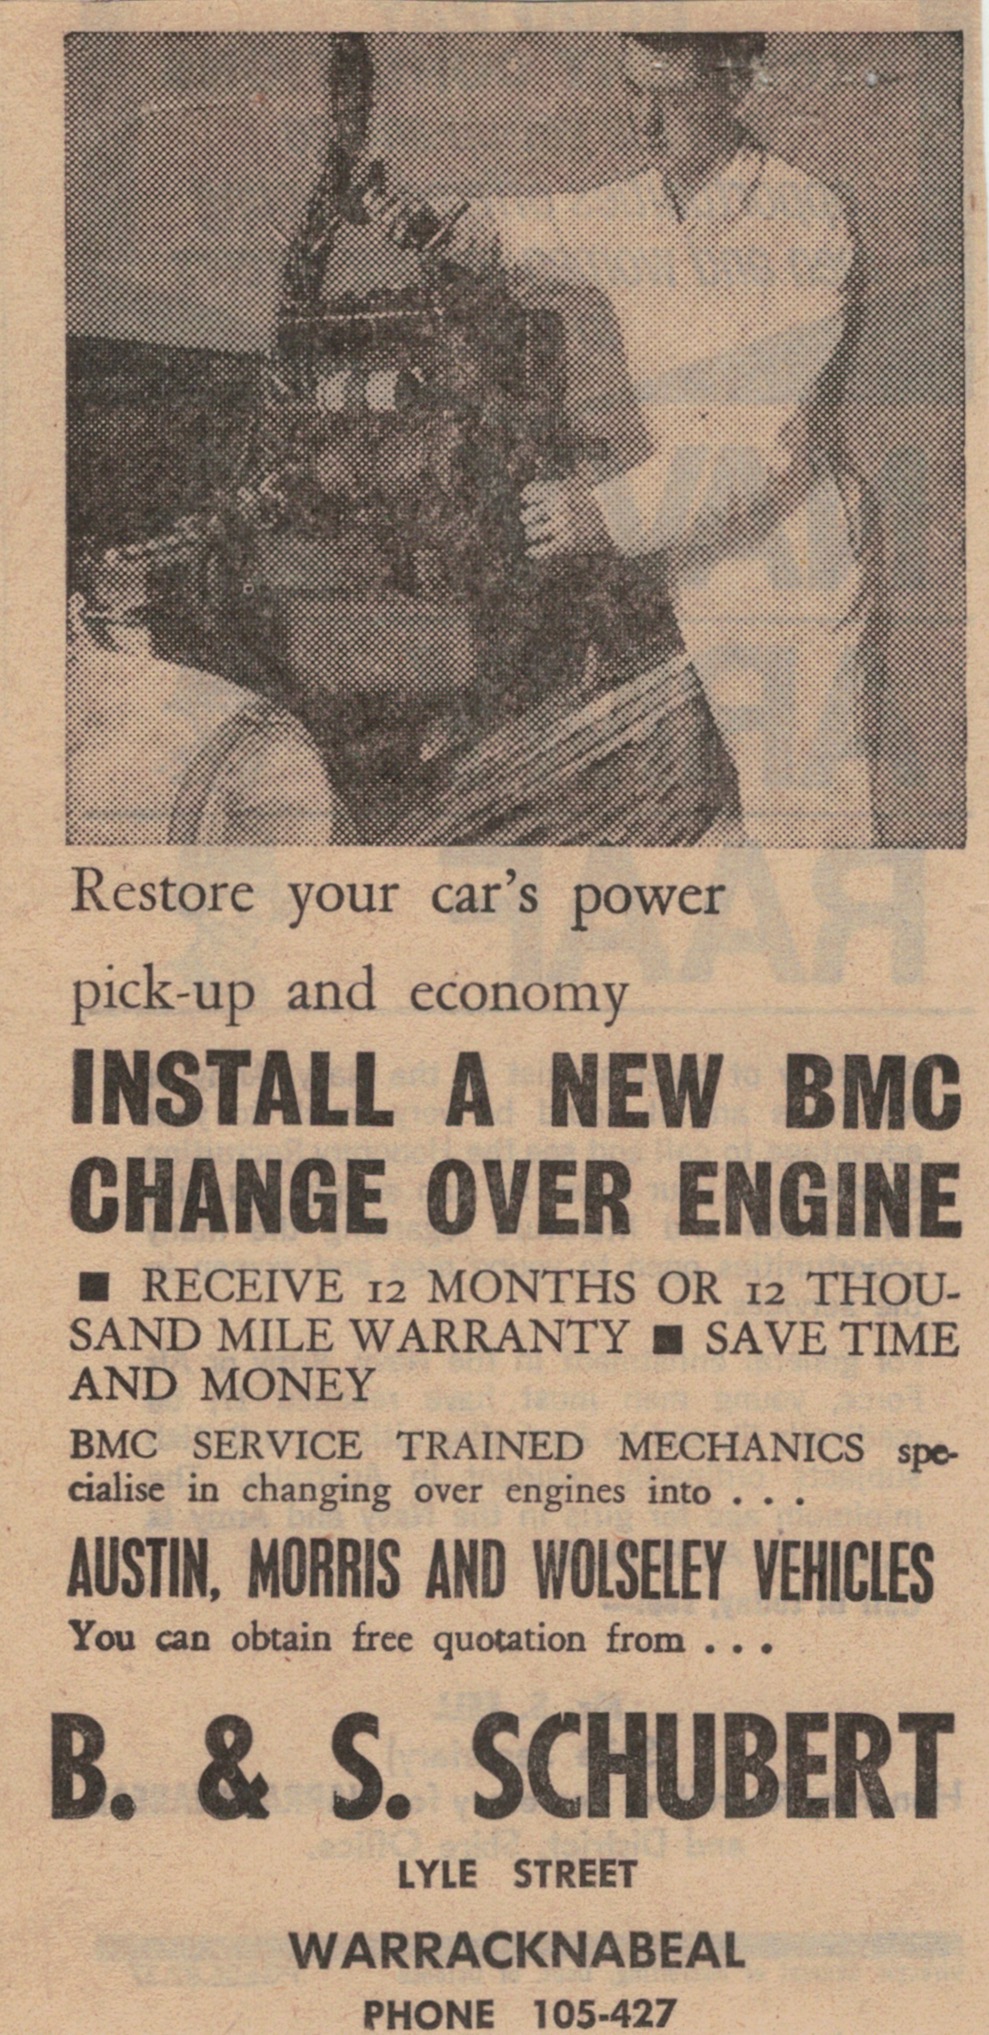 Restore your car's power
pick-up and economy
INSTALL A NEW BMC
CHANGE OVER ENGINE
■ RECEIVE 12 MONTHS OR 12 THOU-
SAND MILE WARRANTY ■ SAVE TIME
AND MONEY
BMC SERVICE TRAINED MECHANICS spe-
cialise in changing over engines into . . .
AUSTIN, MORRIS AND WOLSELEY VEHICLES
You can obtain free quotation from . . .
B. & S. SCHUBERT
LYLE STREET
WARRACKNABEAL
PHONE 105-427